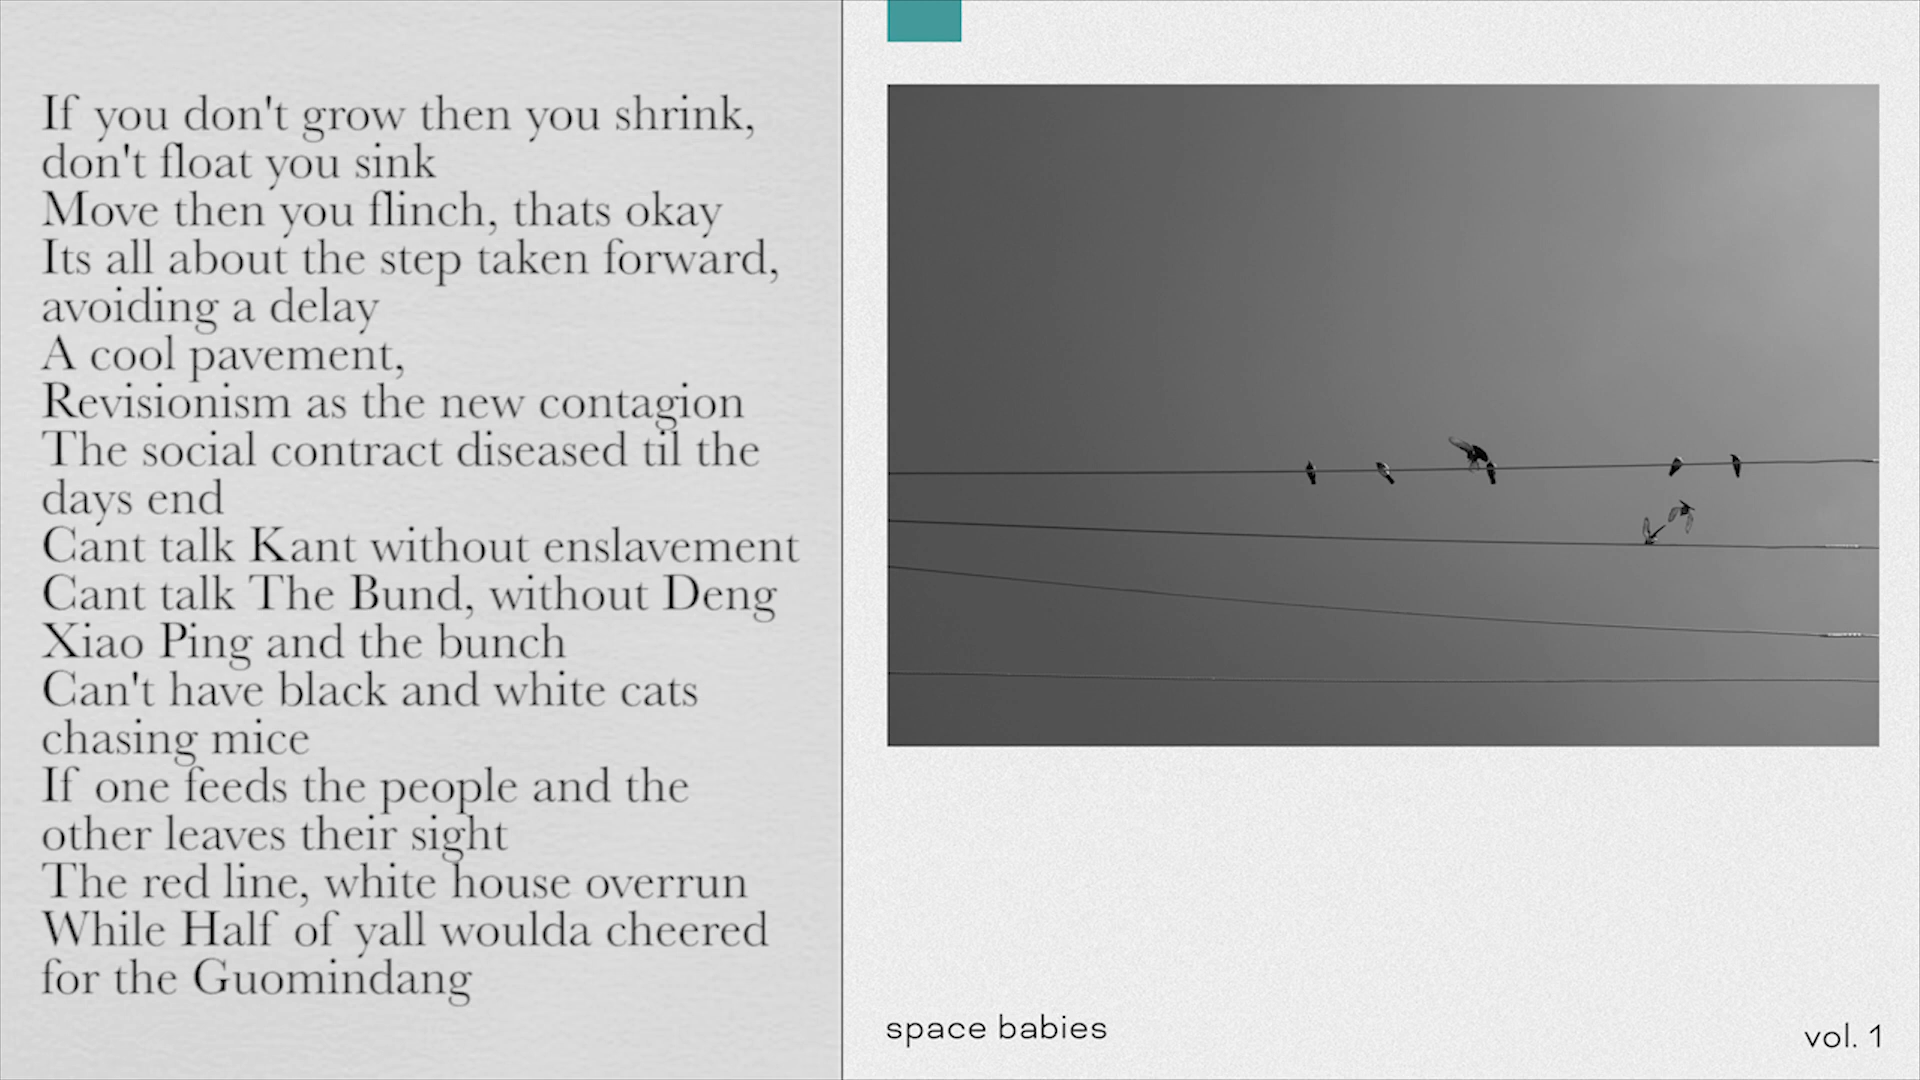 If you don't grow then you shrink,
don't float you sink
Move then you flinch, thats okay
Its all about the step taken forward,
avoiding a delay
A cool pavement,
Revisionism as the new contagion
The social contract diseased til the
days end
Cant talk Kant without enslavement
Cant talk The Bund, without Deng
Xiao Ping and the bunch
Can't have black and white cats
chasing mice
If one feeds the people and the
other leaves their sight
The red line, white house overrun
While Half of yall woulda cheered
for the Guomindang
space babies
vol. 1